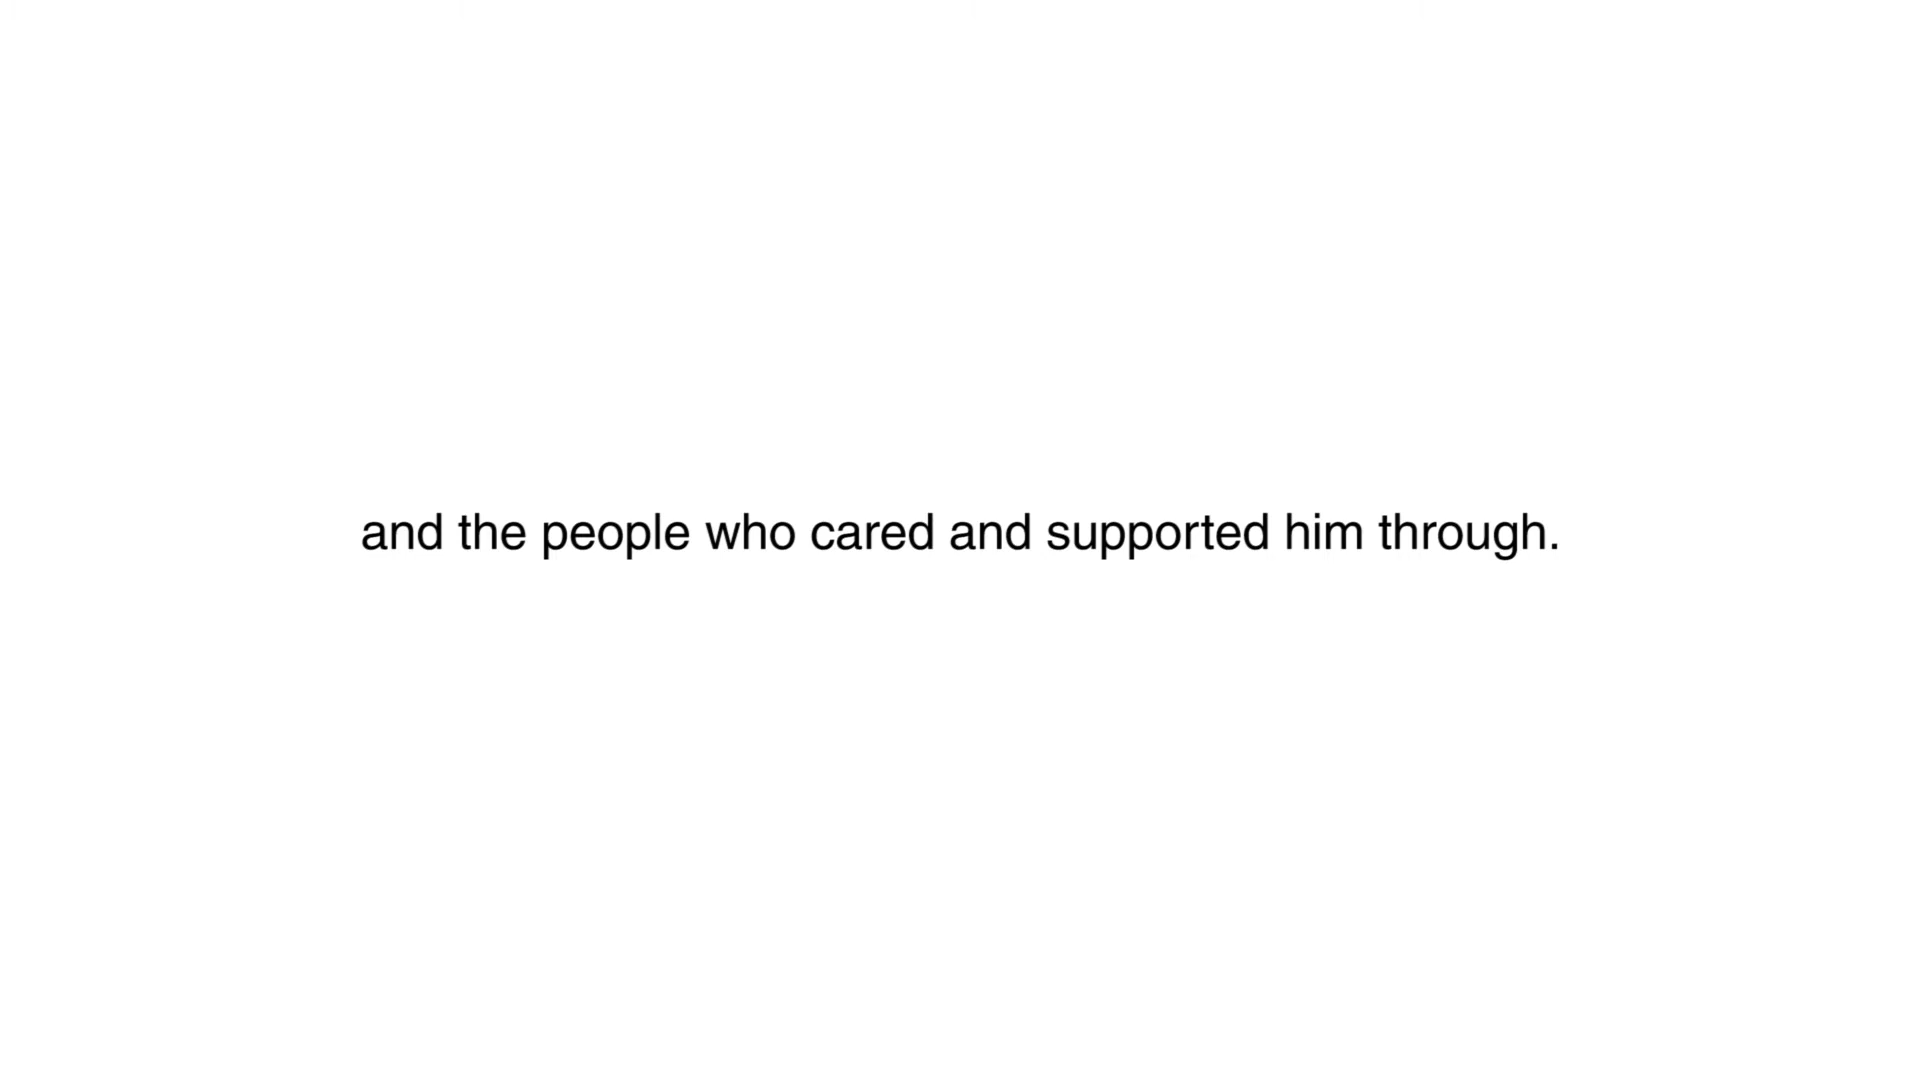 and the people who cared and supported him through.